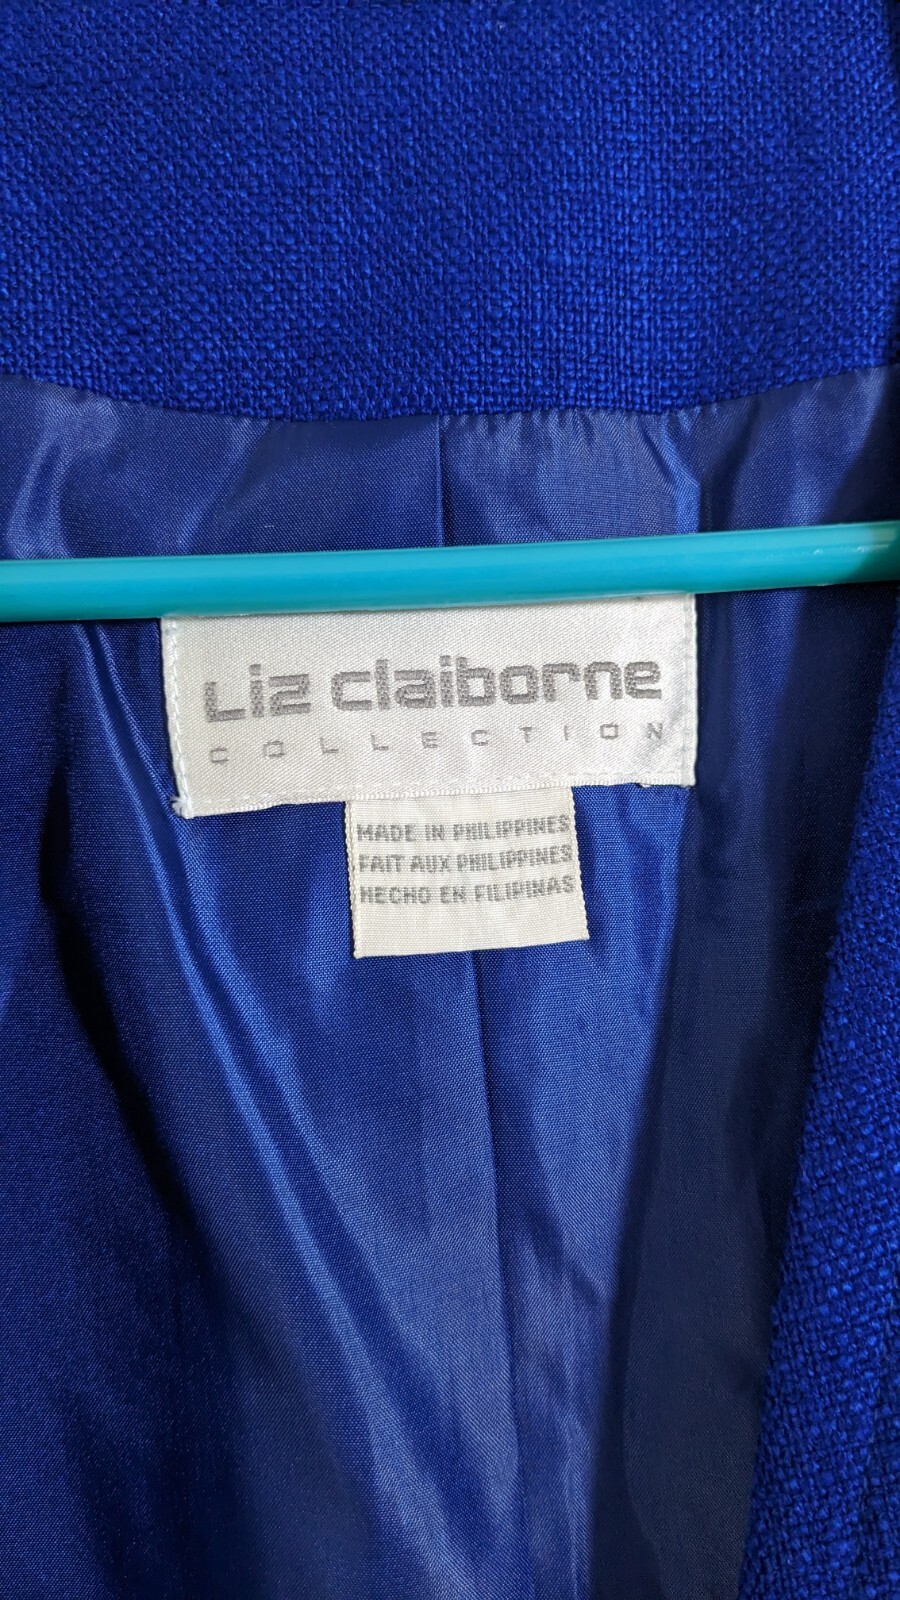 Liz claiborne
COLLECTION
MADE IN PHILIPPINES
FAIT AUX PHILIPPINES
HECHO EN FILIPINAS